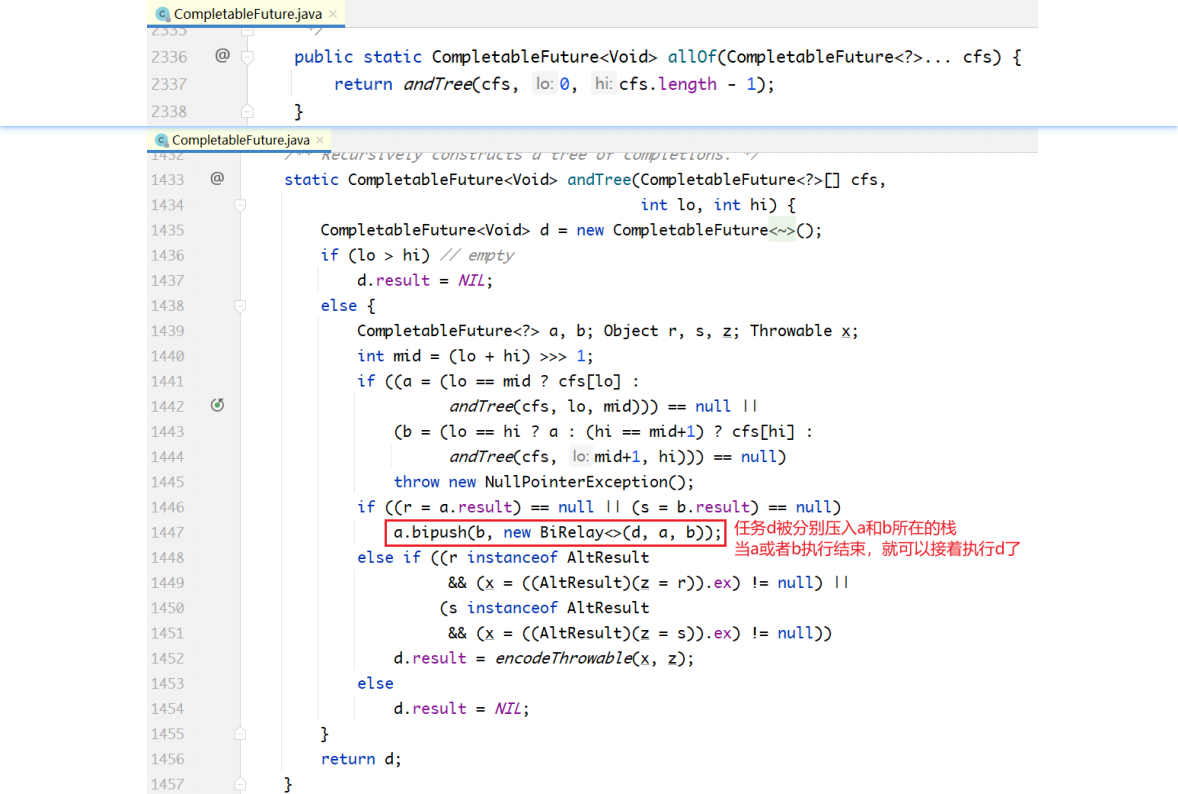 CompletableFuture.java ×
2335 */
2336 @ public static CompletableFuture<Void> allOf(CompletableFuture<?>... cfs) {
2337 return andTree(cfs, lo: 0, hi: cfs.length - 1);
2338 }
CompletableFuture.java ×
1432 /** Recursively constructs a tree of completions. */
1433 @ static CompletableFuture<Void> andTree(CompletableFuture<?>[] cfs,
1434 int lo, int hi) {
1435 CompletableFuture<Void> d = new CompletableFuture<~>();
1436 if (lo > hi) // empty
1437 d.result = NIL;
1438 else {
1439 CompletableFuture<?> a, b; Object r, s, z; Throwable x;
1440 int mid = (lo + hi) >>> 1;
1441 if ((a = (lo == mid ? cfs[lo] :
1442 andTree(cfs, lo, mid))) == null ||
1443 (b = (lo == hi ? a : (hi == mid+1) ? cfs[hi] :
1444 andTree(cfs, lo: mid+1, hi))) == null)
1445 throw new NullPointerException();
1446 if ((r = a.result) == null || (s = b.result) == null)
1447 a.bipush(b, new BiRelay<>(d, a, b)); 任务d被分别压入a和b所在的栈
当a或者b执行结束，就可以接着执行d了
1448 else if ((r instanceof AltResult
1449 && (x = ((AltResult)(z = r)).ex) != null) ||
1450 (s instanceof AltResult
1451 && (x = ((AltResult)(z = s)).ex) != null))
1452 d.result = encodeThrowable(x, z);
1453 else
1454 d.result = NIL;
1455 }
1456 return d;
1457 }